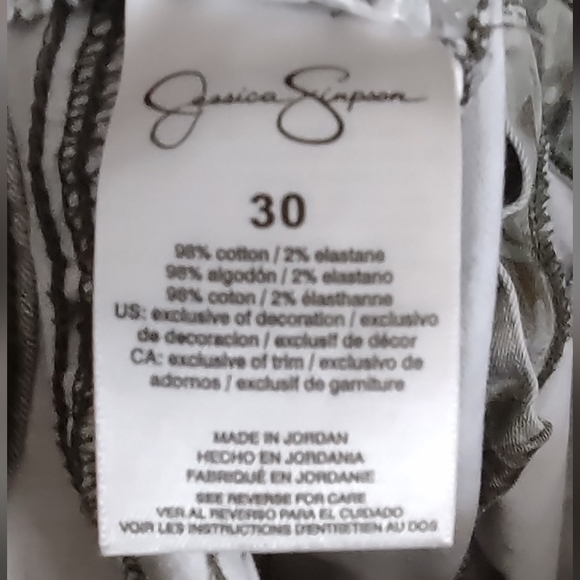 Jessica Simpson
30
98% cotton / 2% elastane
98% algodón / 2% elastano
98% coton / 2% élasthanne
US: exclusive of decoration / exclusivo
de decoracion / exclusif de décor
CA: exclusive of trim / exclusivo de
adornos / exclusif de garniture
MADE IN JORDAN
HECHO EN JORDANIA
FABRIQUÉ EN JORDANIE
SEE REVERSE FOR CARE
VER AL REVERSO PARA EL CUIDADO
VOIR LES INSTRUCTIONS D'ENTRETIEN AU DOS